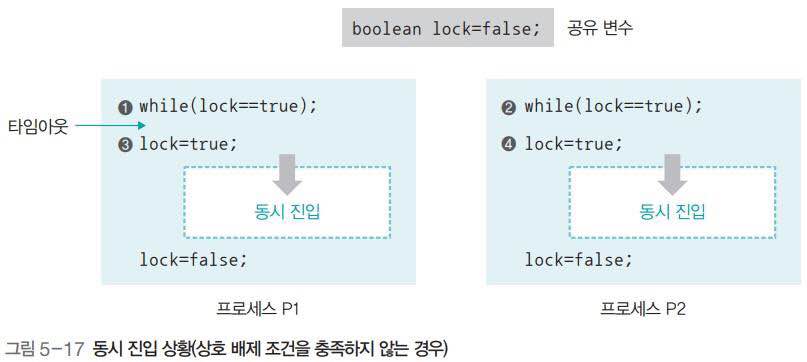 boolean lock=false; 공유 변수
❶ while(lock==true);
타임아웃
❸ lock=true;
동시 진입
lock=false;
프로세스 P1
❷ while(lock==true);
❹ lock=true;
동시 진입
lock=false;
프로세스 P2
그림 5-17 동시 진입 상황(상호 배제 조건을 충족하지 않는 경우)